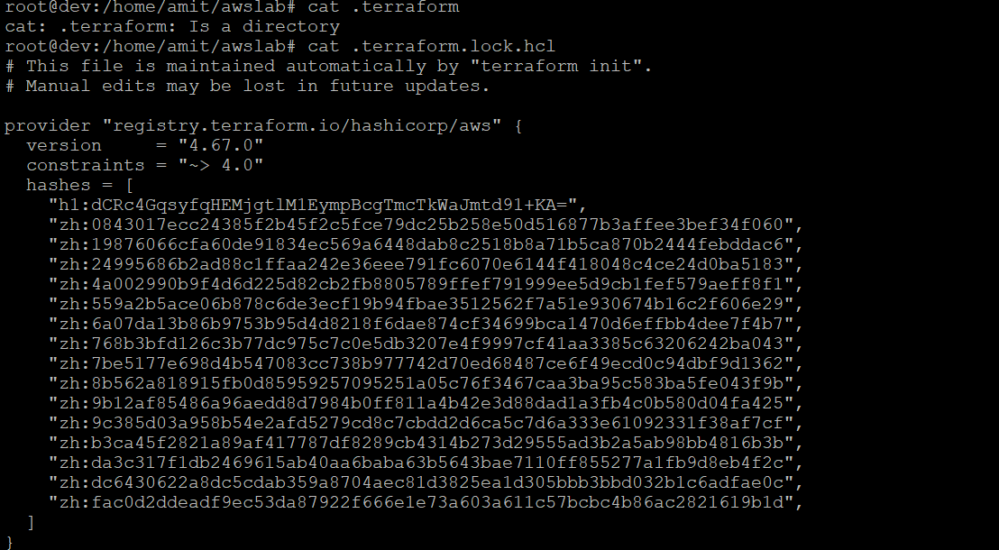 root@dev:/home/amit/awslab# cat .terraform
cat: .terraform: Is a directory
root@dev:/home/amit/awslab# cat .terraform.lock.hcl
# This file is maintained automatically by "terraform init".
# Manual edits may be lost in future updates.

provider "registry.terraform.io/hashicorp/aws" {
  version     = "4.67.0"
  constraints = "~> 4.0"
  hashes = [
    "h1:dCRc4GqsyfqHEMjgtlM1EympBcgTmcTkWaJmtd91+KA=",
    "zh:0843017ecc24385f2b45f2c5fce79dc25b258e50d516877b3affee3bef34f060",
    "zh:19876066cfa60de91834ec569a6448dab8c2518b8a71b5ca870b2444febddac6",
    "zh:24995686b2ad88c1ffaa242e36eee791fc6070e6144f418048c4ce24d0ba5183",
    "zh:4a002990b9f4d6d225d82cb2fb8805789ffef791999ee5d9cb1fef579aeff8f1",
    "zh:559a2b5ace06b878c6de3ecf19b94fbae3512562f7a51e930674b16c2f606e29",
    "zh:6a07da13b86b9753b95d4d8218f6dae874cf34699bca1470d6effbb4dee7f4b7",
    "zh:768b3bfd126c3b77dc975c7c0e5db3207e4f9997cf41aa3385c63206242ba043",
    "zh:7be5177e698d4b547083cc738b977742d70ed68487ce6f49ecd0c94dbf9d1362",
    "zh:8b562a818915fb0d85959257095251a05c76f3467caa3ba95c583ba5fe043f9b",
    "zh:9b12af85486a96aedd8d7984b0ff811a4b42e3d88dad1a3fb4c0b580d04fa425",
    "zh:9c385d03a958b54e2afd5279cd8c7cbdd2d6ca5c7d6a333e61092331f38af7cf",
    "zh:b3ca45f2821a89af417787df8289cb4314b273d29555ad3b2a5ab98bb4816b3b",
    "zh:da3c317f1db2469615ab40aa6baba63b5643bae7110ff855277a1fb9d8eb4f2c",
    "zh:dc6430622a8dc5cdab359a8704aec81d3825ea1d305bbb3bbd032b1c6adfae0c",
    "zh:fac0d2ddeadf9ec53da87922f666e1e73a603a611c57bcbc4b86ac2821619b1d",
  ]
}